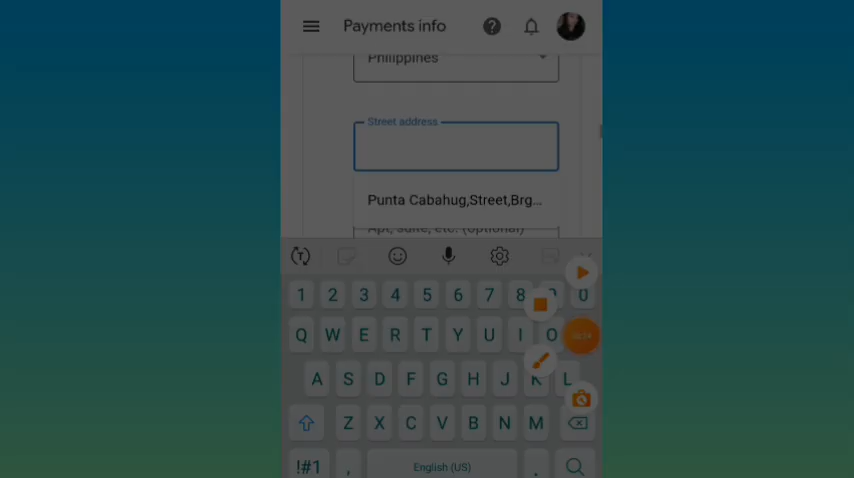 Payments info
Philippines
Street address
Punta Cabahug,Street,Brg...
Apt, suite, etc. (optional)
1 2 3 4 5 6 7 8 9 0
Q W E R T Y U I O
A S D F G H J K L
Z X C V B N M
!#1 , English (US) .